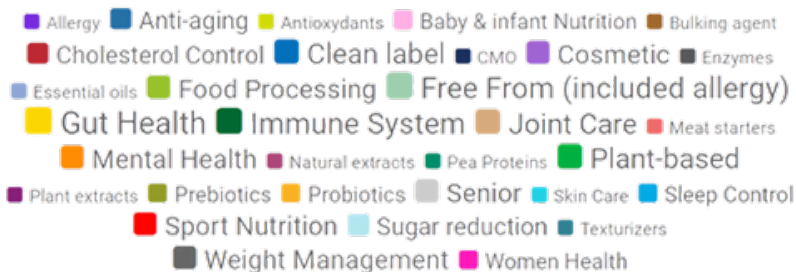 Allergy Anti-aging Antioxydants Baby & infant Nutrition Bulking agent
Cholesterol Control Clean label CMO Cosmetic Enzymes
Essential oils Food Processing Free From (included allergy)
Gut Health Immune System Joint Care Meat starters
Mental Health Natural extracts Pea Proteins Plant-based
Plant extracts Prebiotics Probiotics Senior Skin Care Sleep Control
Sport Nutrition Sugar reduction Texturizers
Weight Management Women Health